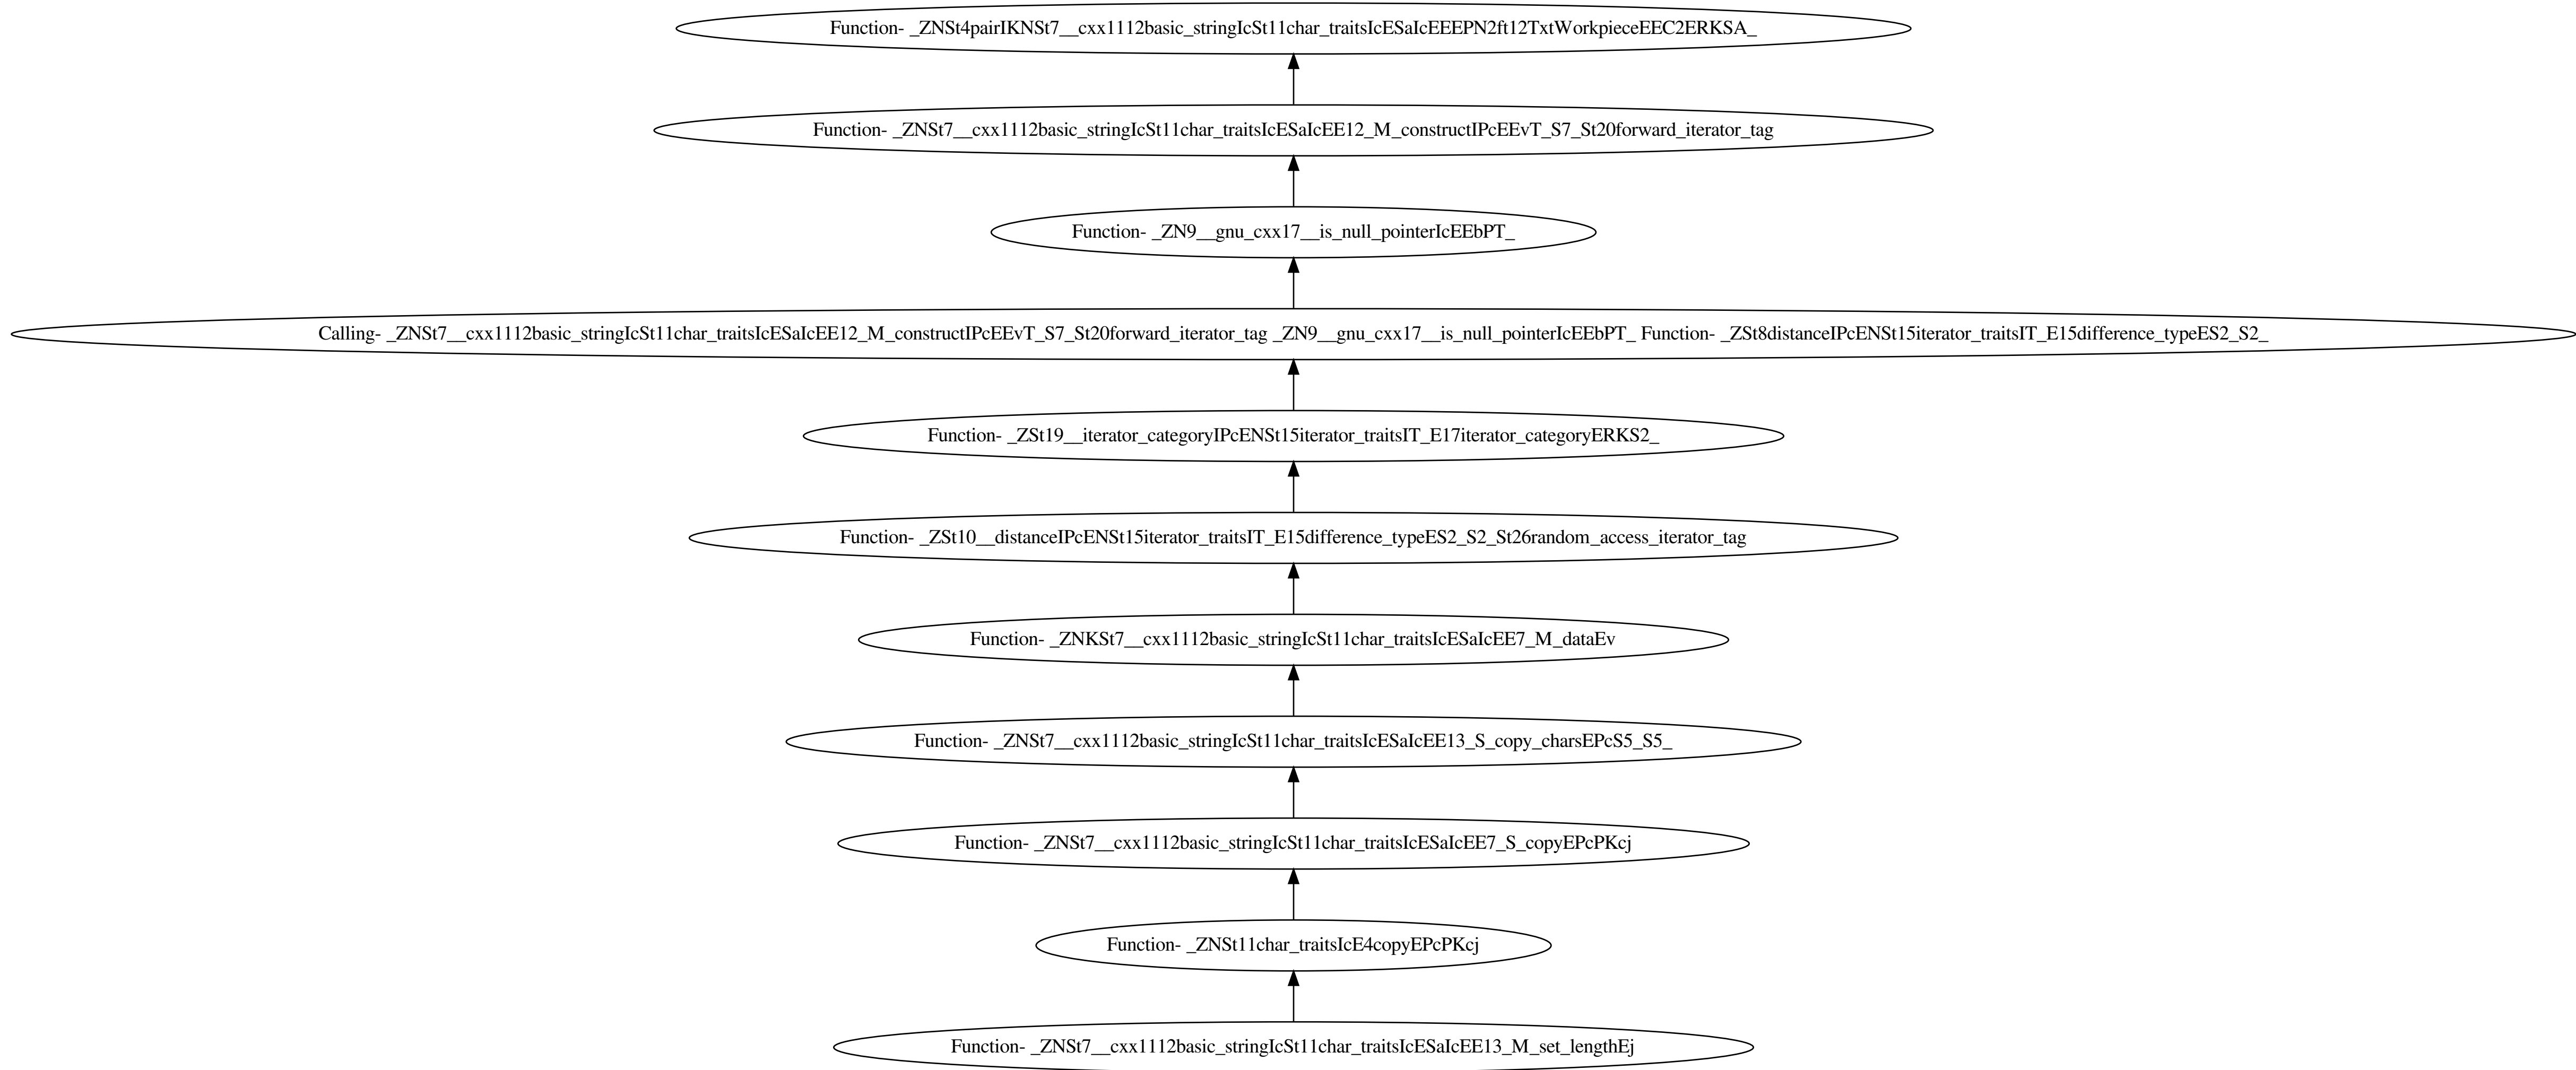 Function- _ZNSt4pairIKNSt7__cxx1112basic_stringIcSt11char_traitsIcESaIcEEEPN2ft12TxtWorkpieceEEC2ERKSA_
Function- _ZNSt7__cxx1112basic_stringIcSt11char_traitsIcESaIcEE12_M_constructIPcEEvT_S7_St20forward_iterator_tag
Function- _ZN9__gnu_cxx17__is_null_pointerIcEEbPT_
Calling- _ZNSt7__cxx1112basic_stringIcSt11char_traitsIcESaIcEE12_M_constructIPcEEvT_S7_St20forward_iterator_tag _ZN9__gnu_cxx17__is_null_pointerIcEEbPT_ Function- _ZSt8distanceIPcENSt15iterator_traitsIT_E15difference_typeES2_S2_
Function- _ZSt19__iterator_categoryIPcENSt15iterator_traitsIT_E17iterator_categoryERKS2_
Function- _ZSt10__distanceIPcENSt15iterator_traitsIT_E15difference_typeES2_S2_St26random_access_iterator_tag
Function- _ZNKSt7__cxx1112basic_stringIcSt11char_traitsIcESaIcEE7_M_dataEv
Function- _ZNSt7__cxx1112basic_stringIcSt11char_traitsIcESaIcEE13_S_copy_charsEPcS5_S5_
Function- _ZNSt7__cxx1112basic_stringIcSt11char_traitsIcESaIcEE7_S_copyEPcPKcj
Function- _ZNSt11char_traitsIcE4copyEPcPKcj
Function- _ZNSt7__cxx1112basic_stringIcSt11char_traitsIcESaIcEE13_M_set_lengthEj